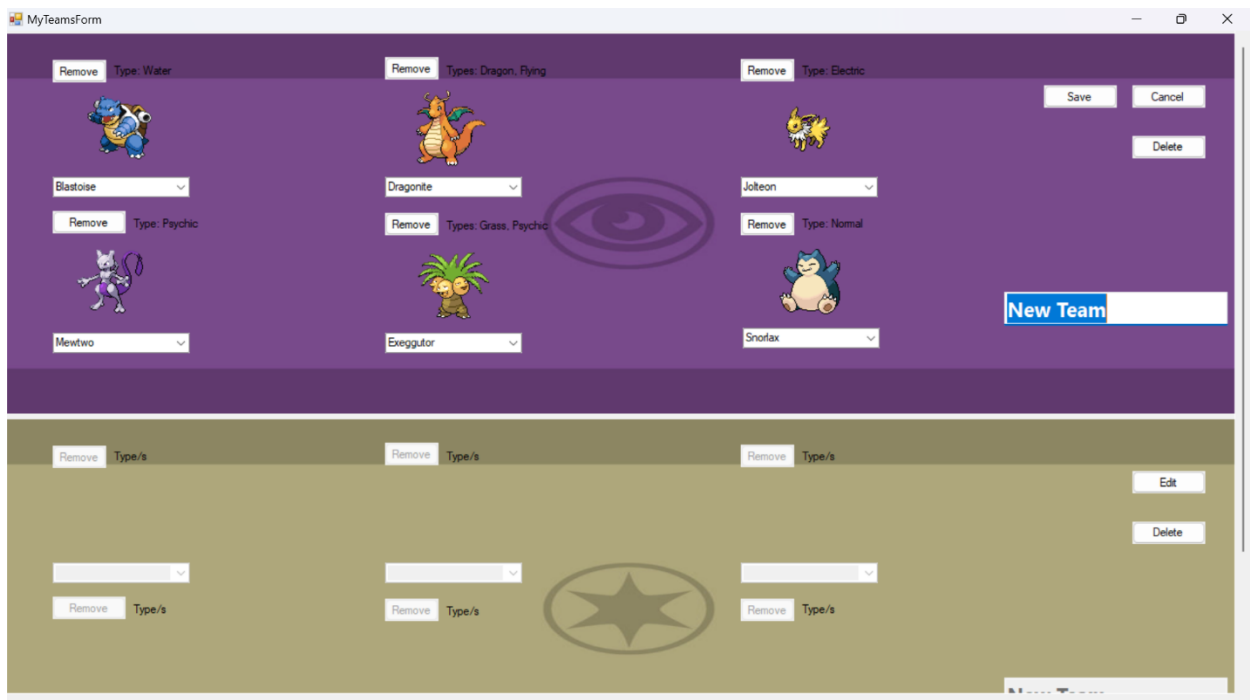 MyTeamsForm
Remove Type: Water Remove Types: Dragon, Flying Remove Type: Electric
Save Cancel
Delete
Blastoise Dragonite Jolteon
Remove Type: Psychic Remove Types: Grass, Psychic Remove Type: Normal
New Team
Mewtwo Exeggutor Snorlax
Remove Type/s Remove Type/s Remove Type/s
Edit
Delete
Remove Type/s Remove Type/s Remove Type/s
New Team